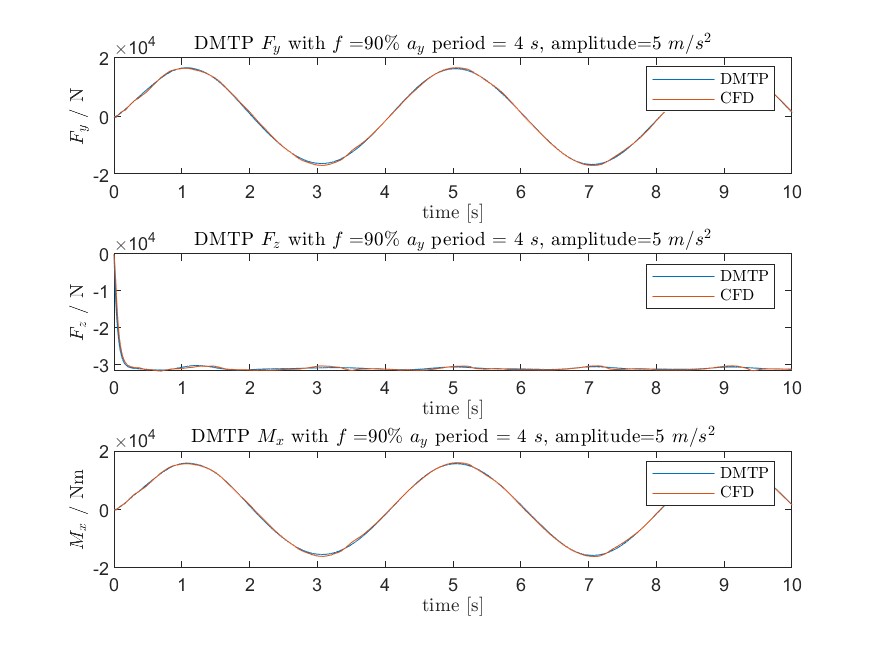 DMTP F_y with f =90% a_y period = 4 s, amplitude=5 m/s^2
×10^4
2
0
-2
F_y / N
DMTP
CFD
0 1 2 3 4 5 6 7 8 9 10
time [s]
DMTP F_z with f =90% a_y period = 4 s, amplitude=5 m/s^2
×10^4
0
-1
-2
-3
F_z / N
DMTP
CFD
0 1 2 3 4 5 6 7 8 9 10
time [s]
DMTP M_x with f =90% a_y period = 4 s, amplitude=5 m/s^2
×10^4
2
0
-2
M_x / Nm
DMTP
CFD
0 1 2 3 4 5 6 7 8 9 10
time [s]